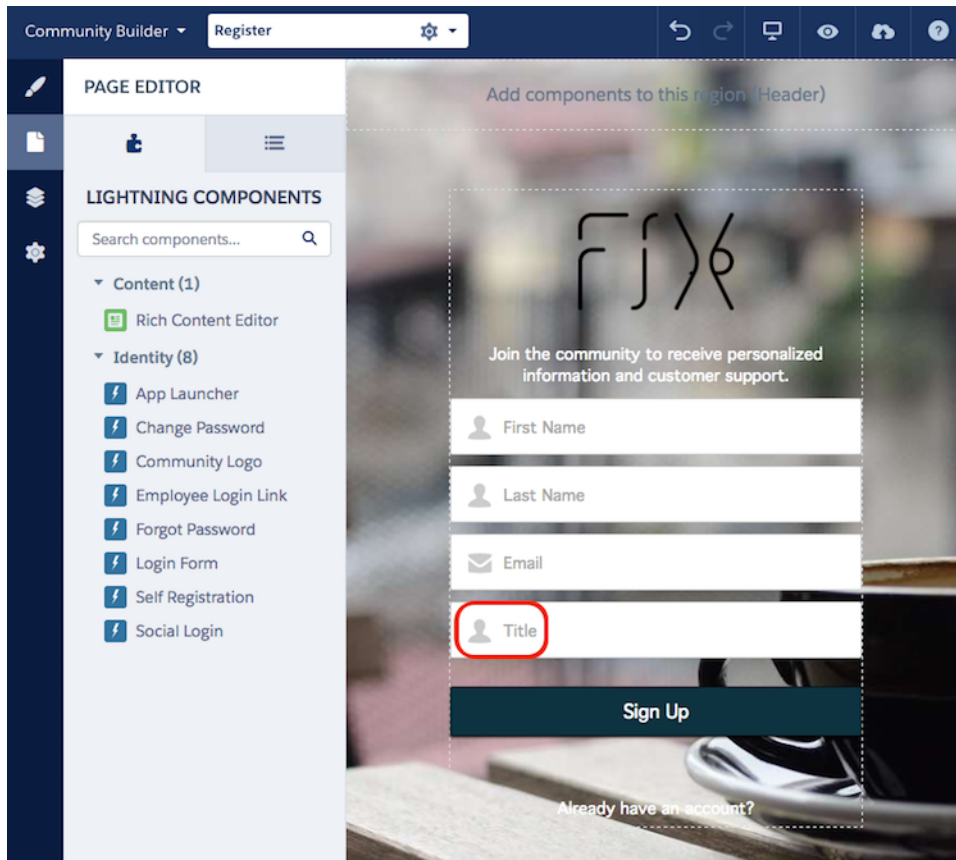 Community Builder
Register
?
PAGE EDITOR
LIGHTNING COMPONENTS
Search components...
Content (1)
Rich Content Editor
Identity (8)
App Launcher
Change Password
Community Logo
Employee Login Link
Forgot Password
Login Form
Self Registration
Social Login
Add components to this region (Header)
FIX
Join the community to receive personalized
information and customer support.
First Name
Last Name
Email
Title
Sign Up
Already have an account?